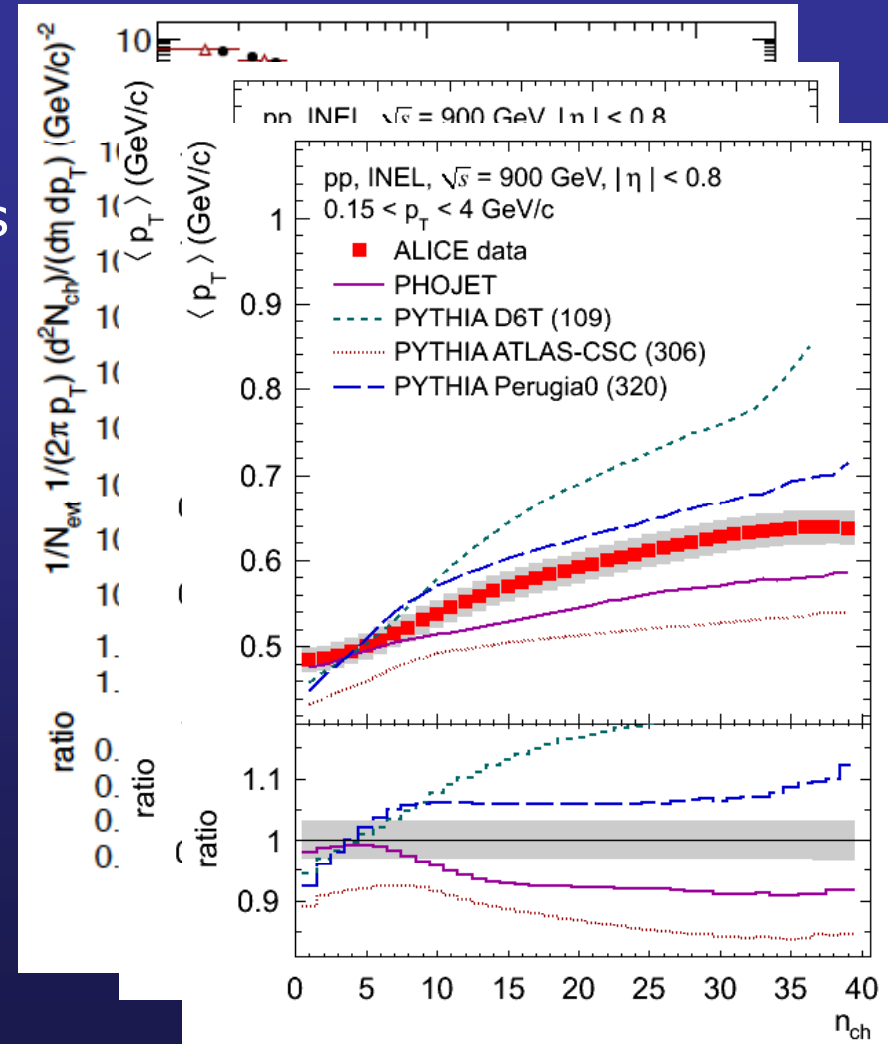 10
1/N_evt 1/(2π p_T) (d²N_ch)/(dη dp_T) (GeV/c)⁻²
ratio
⟨ p_T ⟩ (GeV/c)
ratio
pp, INEL, √s = 900 GeV, | η | < 0.8
⟨ p_T ⟩ (GeV/c)
pp, INEL, √s = 900 GeV, | η | < 0.8
0.15 < p_T < 4 GeV/c
ALICE data
PHOJET
PYTHIA D6T (109)
PYTHIA ATLAS-CSC (306)
PYTHIA Perugia0 (320)
1
0.9
0.8
0.7
0.6
0.5
ratio
1.1
1
0.9
0 5 10 15 20 25 30 35 40
n_ch